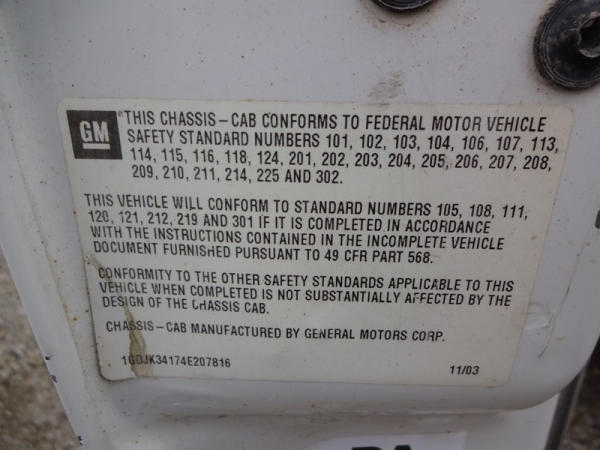 GM
"THIS CHASSIS-CAB CONFORMS TO FEDERAL MOTOR VEHICLE
SAFETY STANDARD NUMBERS 101, 102, 103, 104, 106, 107, 113,
114, 115, 116, 118, 124, 201, 202, 203, 204, 205, 206, 207, 208,
209, 210, 211, 214, 225 AND 302.
THIS VEHICLE WILL CONFORM TO STANDARD NUMBERS 105, 108, 111,
120, 121, 212, 219 AND 301 IF IT IS COMPLETED IN ACCORDANCE
WITH THE INSTRUCTIONS CONTAINED IN THE INCOMPLETE VEHICLE
DOCUMENT FURNISHED PURSUANT TO 49 CFR PART 568.
CONFORMITY TO THE OTHER SAFETY STANDARDS APPLICABLE TO THIS
VEHICLE WHEN COMPLETED IS NOT SUBSTANTIALLY AFFECTED BY THE
DESIGN OF THE CHASSIS CAB.
CHASSIS-CAB MANUFACTURED BY GENERAL MOTORS CORP.
1GDJK34174E207816 11/03